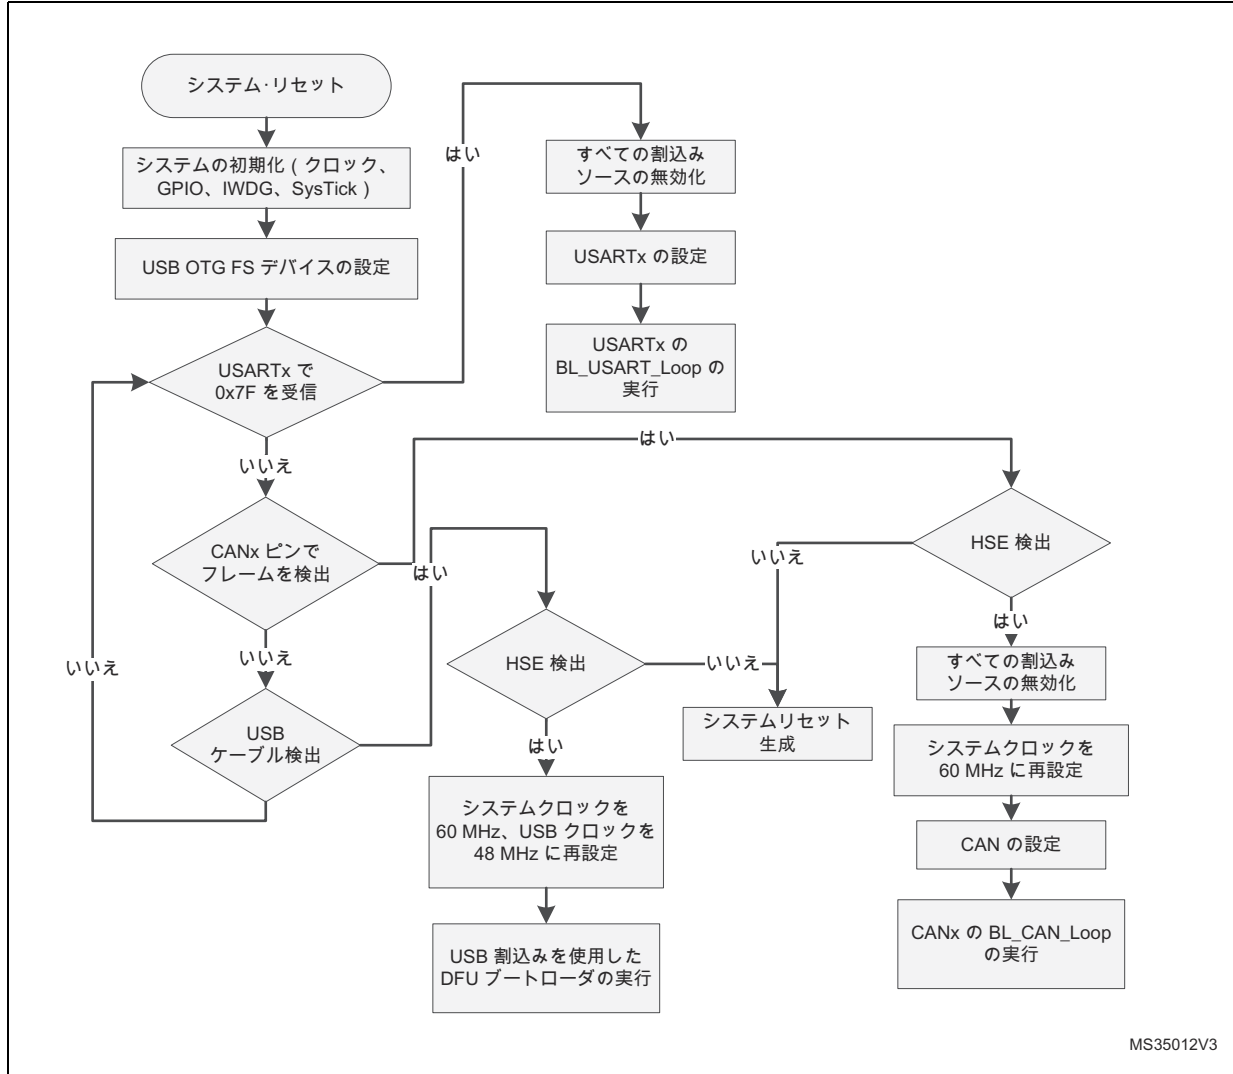 システム･リセット
システムの初期化（クロック、
GPIO、IWDG、SysTick）
USB OTG FS デバイスの設定
USARTx で
0x7F を受信
はい
すべての割込み
ソースの無効化
USARTx の設定
USARTx の
BL_USART_Loop の
実行
いいえ
CANx ピンで
フレームを検出
はい
HSE 検出
いいえ
はい
すべての割込み
ソースの無効化
システムクロックを
60 MHz に再設定
CAN の設定
CANx の BL_CAN_Loop
の実行
いいえ
USB
ケーブル検出
いいえ
はい
HSE 検出
いいえ
システムリセット
生成
はい
システムクロックを
60 MHz、USB クロックを
48 MHz に再設定
USB 割込みを使用した
DFU ブートローダの実行
MS35012V3